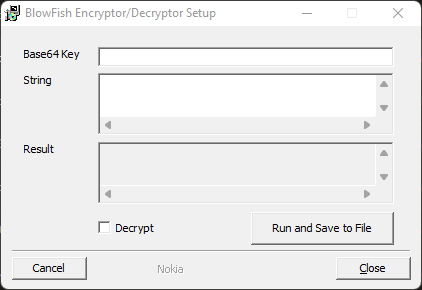 BlowFish Encryptor/Decryptor Setup
Base64 Key
String
Result
Decrypt
Run and Save to File
Cancel
Nokia
Close